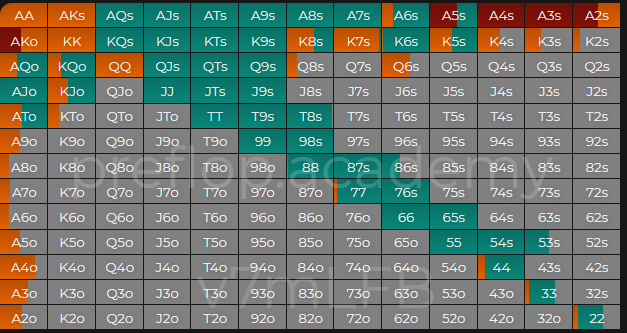 AA AKs AQs AJs ATs A9s A8s A7s A6s A5s A4s A3s A2s
AKo KK KQs KJs KTs K9s K8s K7s K6s K5s K4s K3s K2s
AQo KQo QQ QJs QTs Q9s Q8s Q7s Q6s Q5s Q4s Q3s Q2s
AJo KJo QJo JJ JTs J9s J8s J7s J6s J5s J4s J3s J2s
ATo KTo QTo JTo TT T9s T8s T7s T6s T5s T4s T3s T2s
A9o K9o Q9o J9o T9o 99 98s 97s 96s 95s 94s 93s 92s
preflop.academy
A8o K8o Q8o J8o T8o 98o 88 87s 86s 85s 84s 83s 82s
A7o K7o Q7o J7o T7o 97o 87o 77 76s 75s 74s 73s 72s
A6o K6o Q6o J6o T6o 96o 86o 76o 66 65s 64s 63s 62s
A5o K5o Q5o J5o T5o 95o 85o 75o 65o 55 54s 53s 52s
A4o K4o Q4o J4o T4o 94o 84o 74o 64o 54o 44 43s 42s
A3o K3o Q3o J3o T3o 93o 83o 73o 63o 53o 43o 33 32s
A2o K2o Q2o J2o T2o 92o 82o 72o 62o 52o 42o 32o 22